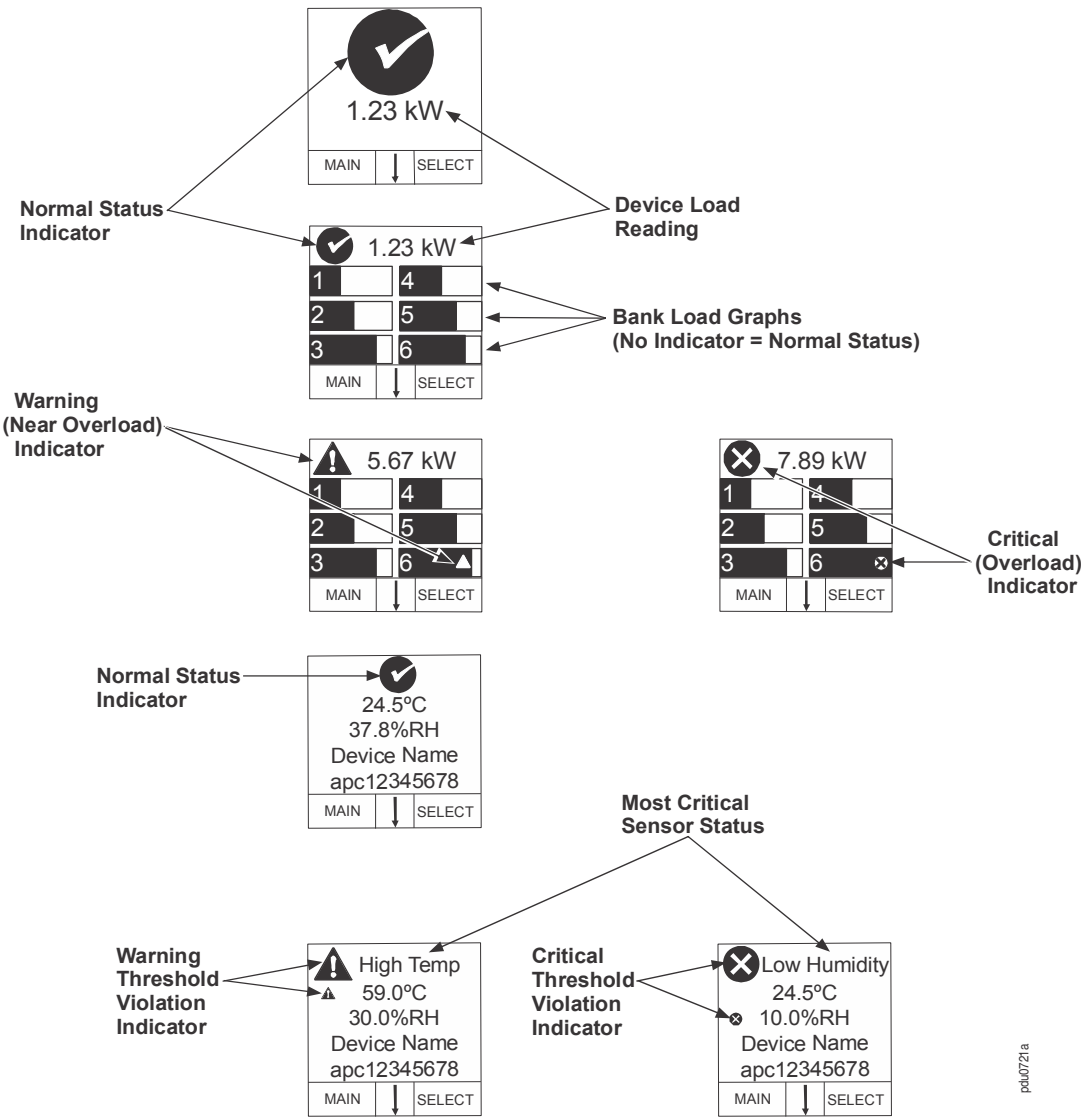 1.23 kW
MAIN SELECT
Normal Status
Indicator
Device Load
Reading
1.23 kW
1 4
2 5
3 6
MAIN SELECT
Bank Load Graphs
(No Indicator = Normal Status)
Warning
(Near Overload)
Indicator
5.67 kW
1 4
2 5
3 6
MAIN SELECT
7.89 kW
1 4
2 5
3 6
MAIN SELECT
Critical
(Overload)
Indicator
Normal Status
Indicator
24.5ºC
37.8%RH
Device Name
apc12345678
MAIN SELECT
Most Critical
Sensor Status
Warning
Threshold
Violation
Indicator
High Temp
59.0ºC
30.0%RH
Device Name
apc12345678
MAIN SELECT
Critical
Threshold
Violation
Indicator
Low Humidity
24.5ºC
10.0%RH
Device Name
apc12345678
MAIN SELECT
pdu0721a